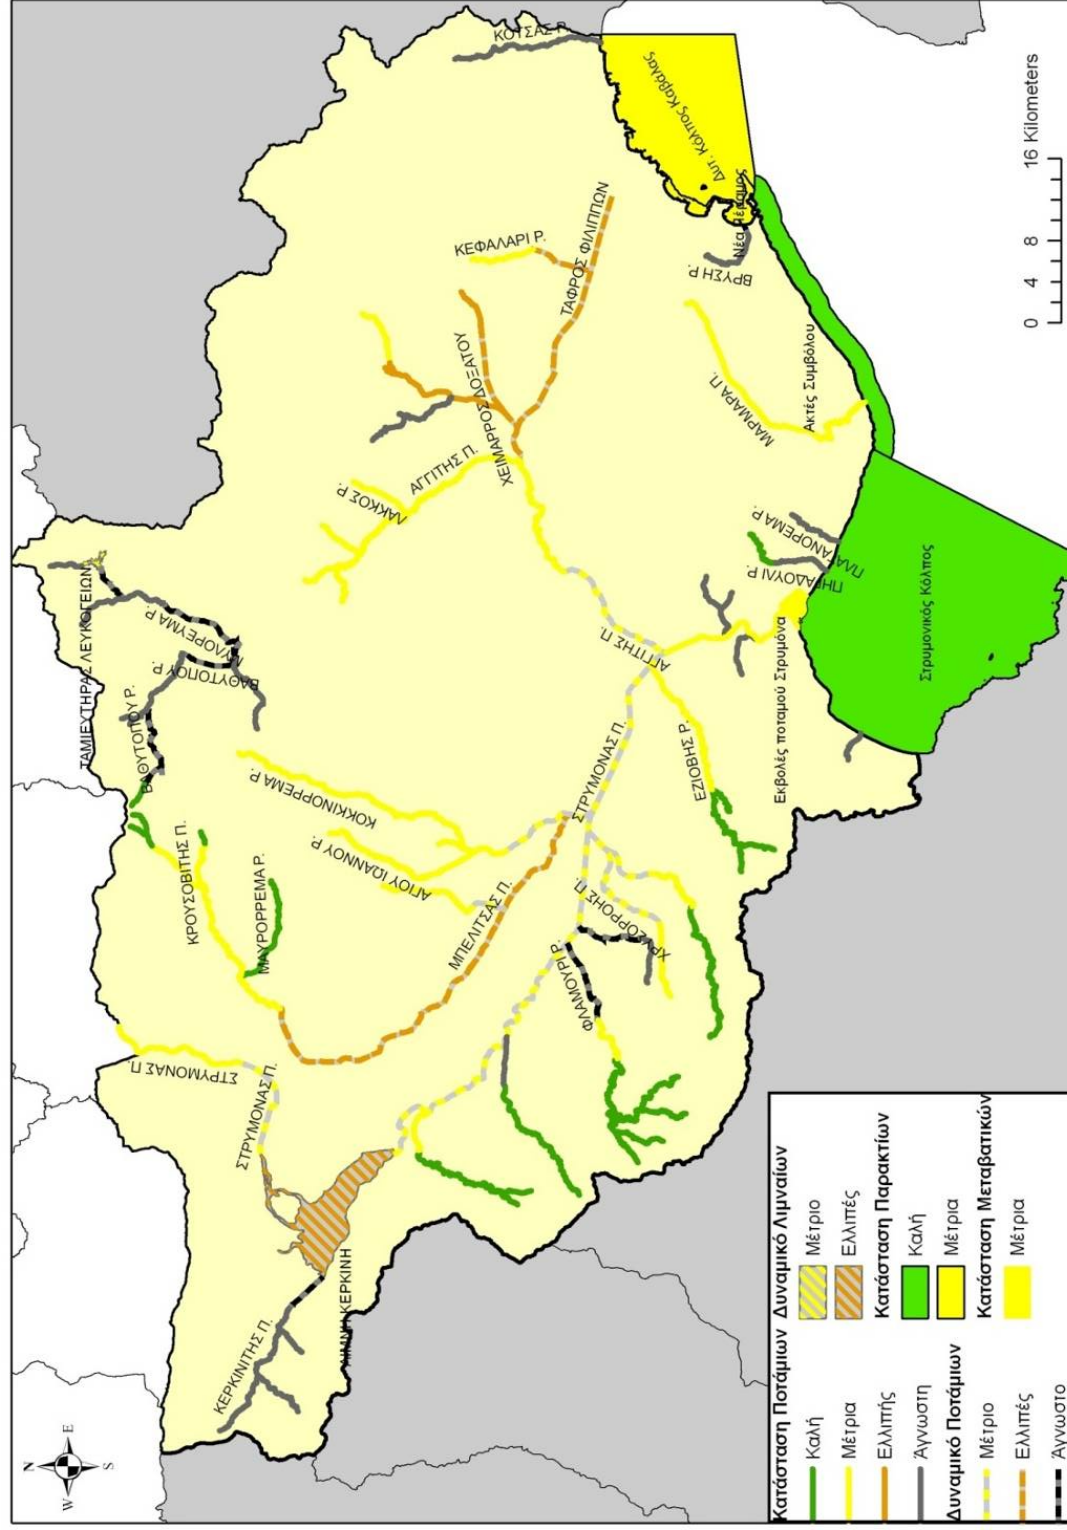 N
W
E
S
ΚΟΤΣΑΣ Ρ.
Δυτ. Κόλπος Καβάλας
Νέα Πέραμος
ΒΡΥΣΗ Ρ.
ΚΕΦΑΛΑΡΙ Ρ.
ΤΑΦΡΟΣ ΦΙΛΙΠΠΩΝ
ΧΕΙΜΑΡΡΟΣ ΔΟΞΑΤΟΥ
ΑΓΓΙΤΗΣ Π.
ΛΑΚΚΟΣ Ρ.
ΜΑΡΜΑΡΑ Π.
Ακτές Συμβόλου
ΠΗΓΑΔΟΥΛΙ Ρ.
Στρυμονικός Κόλπος
Εκβολές ποταμού Στρυμόνα
ΤΑΜΙΕΥΤΗΡΑΣ ΛΕΥΚΟΓΕΙΩΝ
ΜΥΛΟΡΕΥΜΑ Ρ.
ΒΑΘΥΤΟΠΟΥ Ρ.
ΒΑΘΥΤΟΠΟΥ Ρ.
ΑΓΓΙΤΗΣ Π.
ΣΤΡΥΜΟΝΑΣ Π.
ΕΖΙΟΒΗΣ Ρ.
ΚΟΚΚΙΝΟΡΡΕΜΑ Ρ.
ΑΓΙΟΥ ΙΩΑΝΝΟΥ Ρ.
ΚΡΟΥΣΟΒΙΤΗΣ Π.
ΜΑΥΡΟΡΡΕΜΑ Ρ.
ΜΠΕΛΙΤΣΑΣ Π.
ΧΡΥΣΟΡΡΟΗΣ Π.
ΦΛΑΜΟΥΡΙ Ρ.
ΣΤΡΥΜΟΝΑΣ Π.
ΣΤΡΥΜΟΝΑΣ Π.
ΛΙΜΝΗ ΚΕΡΚΙΝΗ
ΚΕΡΚΙΝΙΤΗΣ Π.
0 4 8 16 Kilometers
Κατάσταση Ποτάμιων
Καλή
Μέτρια
Ελλιπής
Άγνωστη
Δυναμικό Ποτάμιων
Μέτριο
Ελλιπές
Άγνωστο
Δυναμικό Λιμναίων
Μέτριο
Ελλιπές
Κατάσταση Παρακτίων
Καλή
Μέτρια
Κατάσταση Μεταβατικών
Μέτρια